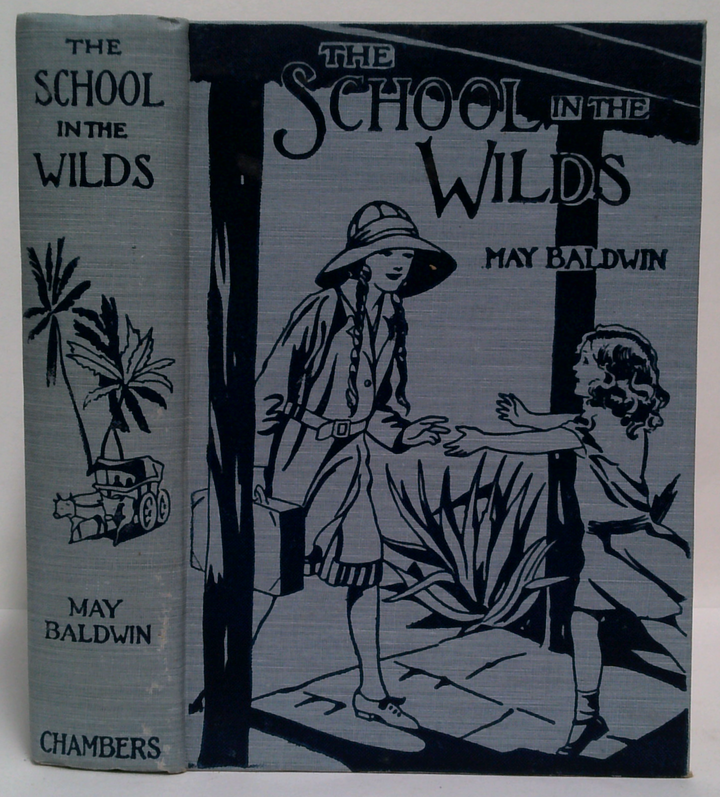 THE
SCHOOL
IN THE
WILDS
MAY
BALDWIN
CHAMBERS
THE
SCHOOL IN THE
WILDS
MAY BALDWIN